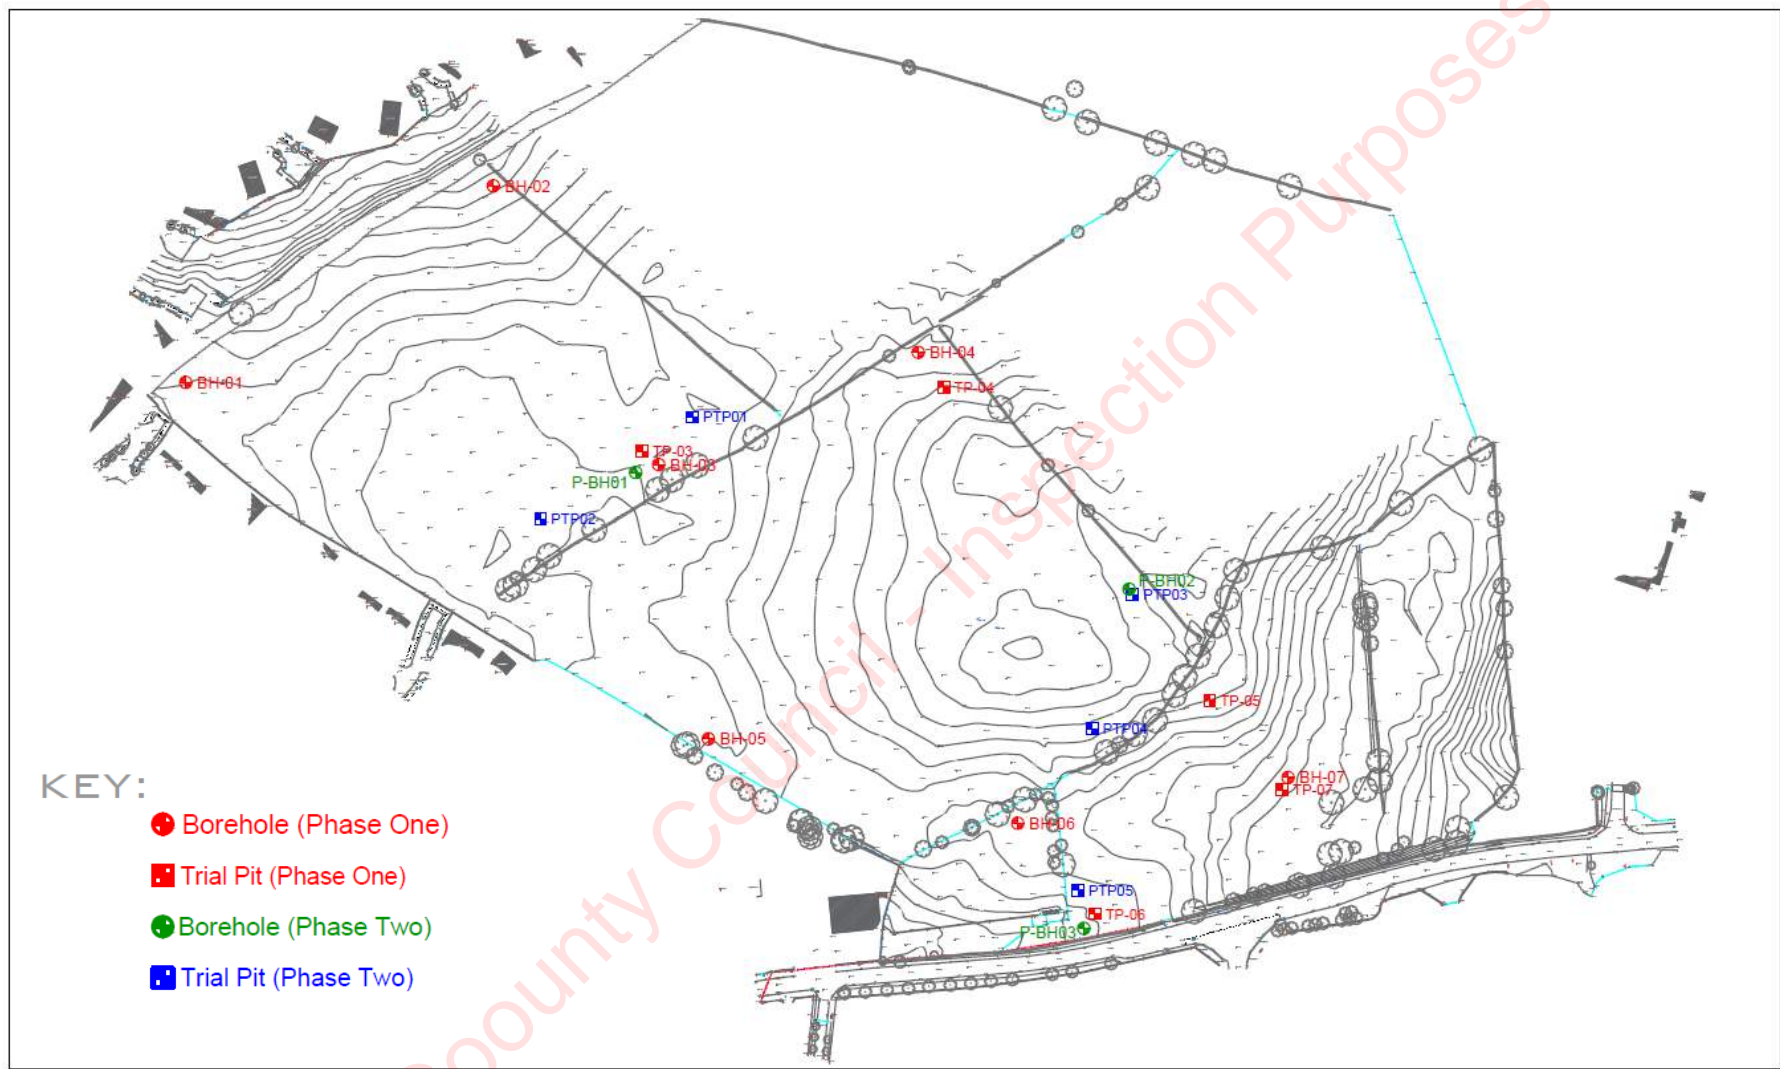 BH-02
BH-04
BH-01
TP-04
PTP01
TP-03
BH-03
P-BH01
PTP02
P-BH02
PTP03
TP-05
PTP04
BH-05
BH-07
TP-07
BH-06
PTP05
TP-06
P-BH03
KEY:
Borehole (Phase One)
Trial Pit (Phase One)
Borehole (Phase Two)
Trial Pit (Phase Two)
County Council - Inspection Purposes